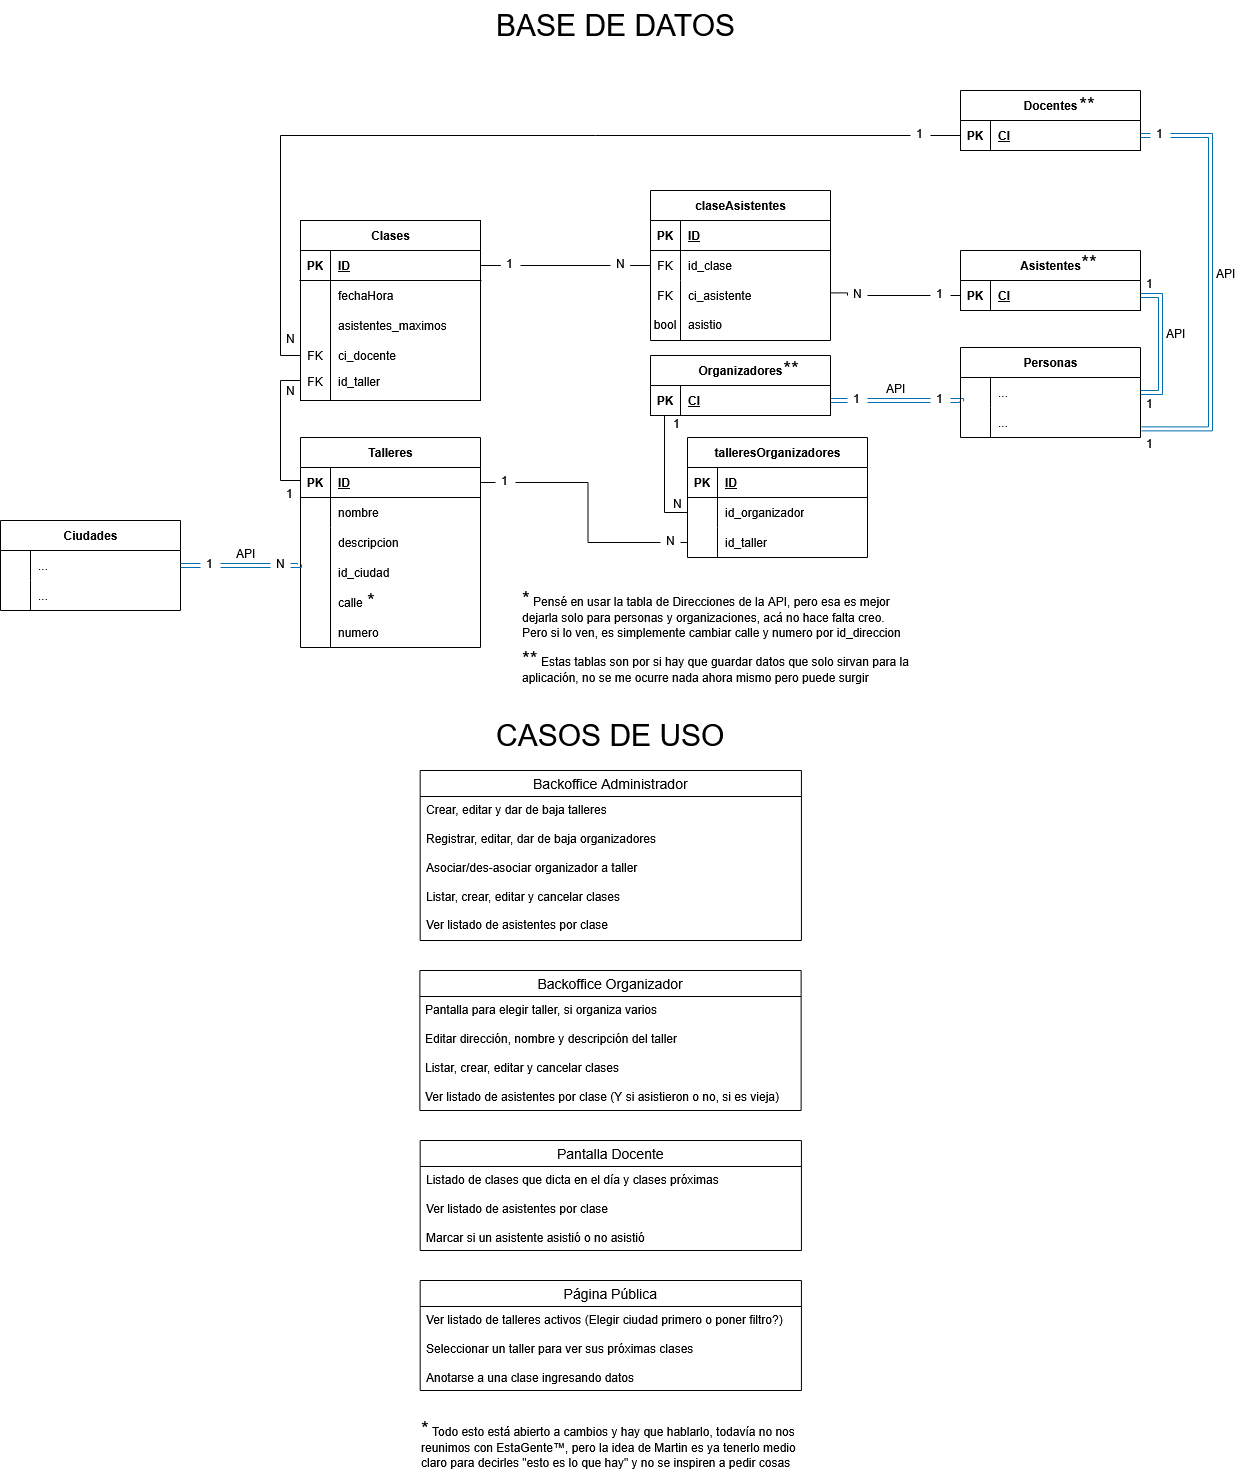 BASE DE DATOS
Docentes **
PK CI
1
1
API
claseAsistentes
PK ID
FK id_clase
FK ci_asistente
bool asistio
Clases
PK ID
fechaHora
asistentes_maximos
FK ci_docente
FK id_taller
1
N
N
N
N
1
Asistentes**
PK CI
1
API
Personas
...
...
1
1
Organizadores**
PK CI
1
API
1
1
N
talleresOrganizadores
PK ID
id_organizador
id_taller
Talleres
PK ID
nombre
descripcion
id_ciudad
calle *
numero
1
1
N
Ciudades
...
...
1
API
N
* Pensé en usar la tabla de Direcciones de la API, pero esa es mejor
dejarla solo para personas y organizaciones, acá no hace falta creo.
Pero si lo ven, es simplemente cambiar calle y numero por id_direccion
** Estas tablas son por si hay que guardar datos que solo sirvan para la
aplicación, no se me ocurre nada ahora mismo pero puede surgir
CASOS DE USO
Backoffice Administrador
Crear, editar y dar de baja talleres
Registrar, editar, dar de baja organizadores
Asociar/des-asociar organizador a taller
Listar, crear, editar y cancelar clases
Ver listado de asistentes por clase
Backoffice Organizador
Pantalla para elegir taller, si organiza varios
Editar dirección, nombre y descripción del taller
Listar, crear, editar y cancelar clases
Ver listado de asistentes por clase (Y si asistieron o no, si es vieja)
Pantalla Docente
Listado de clases que dicta en el día y clases próximas
Ver listado de asistentes por clase
Marcar si un asistente asistió o no asistió
Página Pública
Ver listado de talleres activos (Elegir ciudad primero o poner filtro?)
Seleccionar un taller para ver sus próximas clases
Anotarse a una clase ingresando datos
* Todo esto está abierto a cambios y hay que hablarlo, todavía no nos
reunimos con EstaGente™, pero la idea de Martin es ya tenerlo medio
claro para decirles "esto es lo que hay" y no se inspiren a pedir cosas